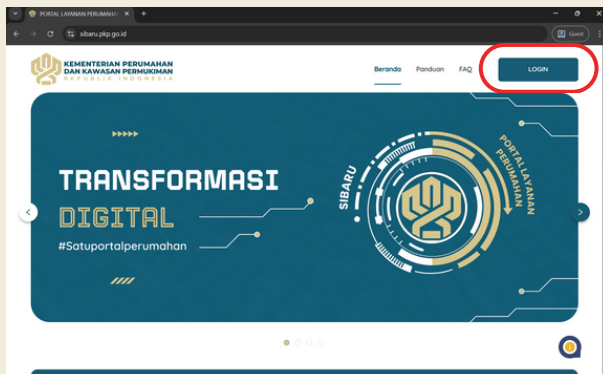 PORTAL LAYANAN PERUMAHA
sibaru.pkp.go.id
Guest
KEMENTERIAN PERUMAHAN
DAN KAWASAN PERMUKIMAN
REPUBLIK INDONESIA
Beranda
Panduan
FAQ
LOGIN
TRANSFORMASI
DIGITAL
#Satuportalperumahan
SIBARU
PORTAL LAYANAN
PERUMAHAN